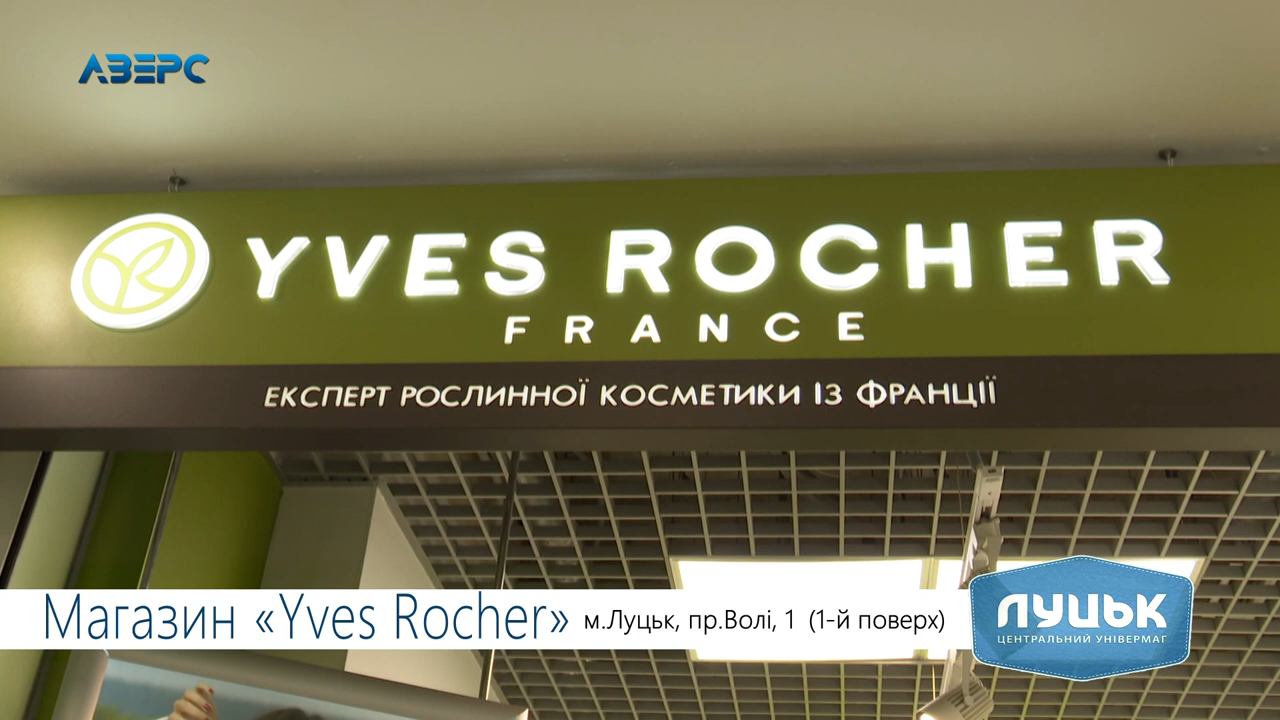 АВЕРС
YVES ROCHER
FRANCE
ЕКСПЕРТ РОСЛИННОЇ КОСМЕТИКИ ІЗ ФРАНЦІЇ
Магазин «Yves Rocher» м.Луцьк, пр.Волі, 1 (1-й поверх)
ЛУЦЬК
ЦЕНТРАЛЬНИЙ УНІВЕРМАГ